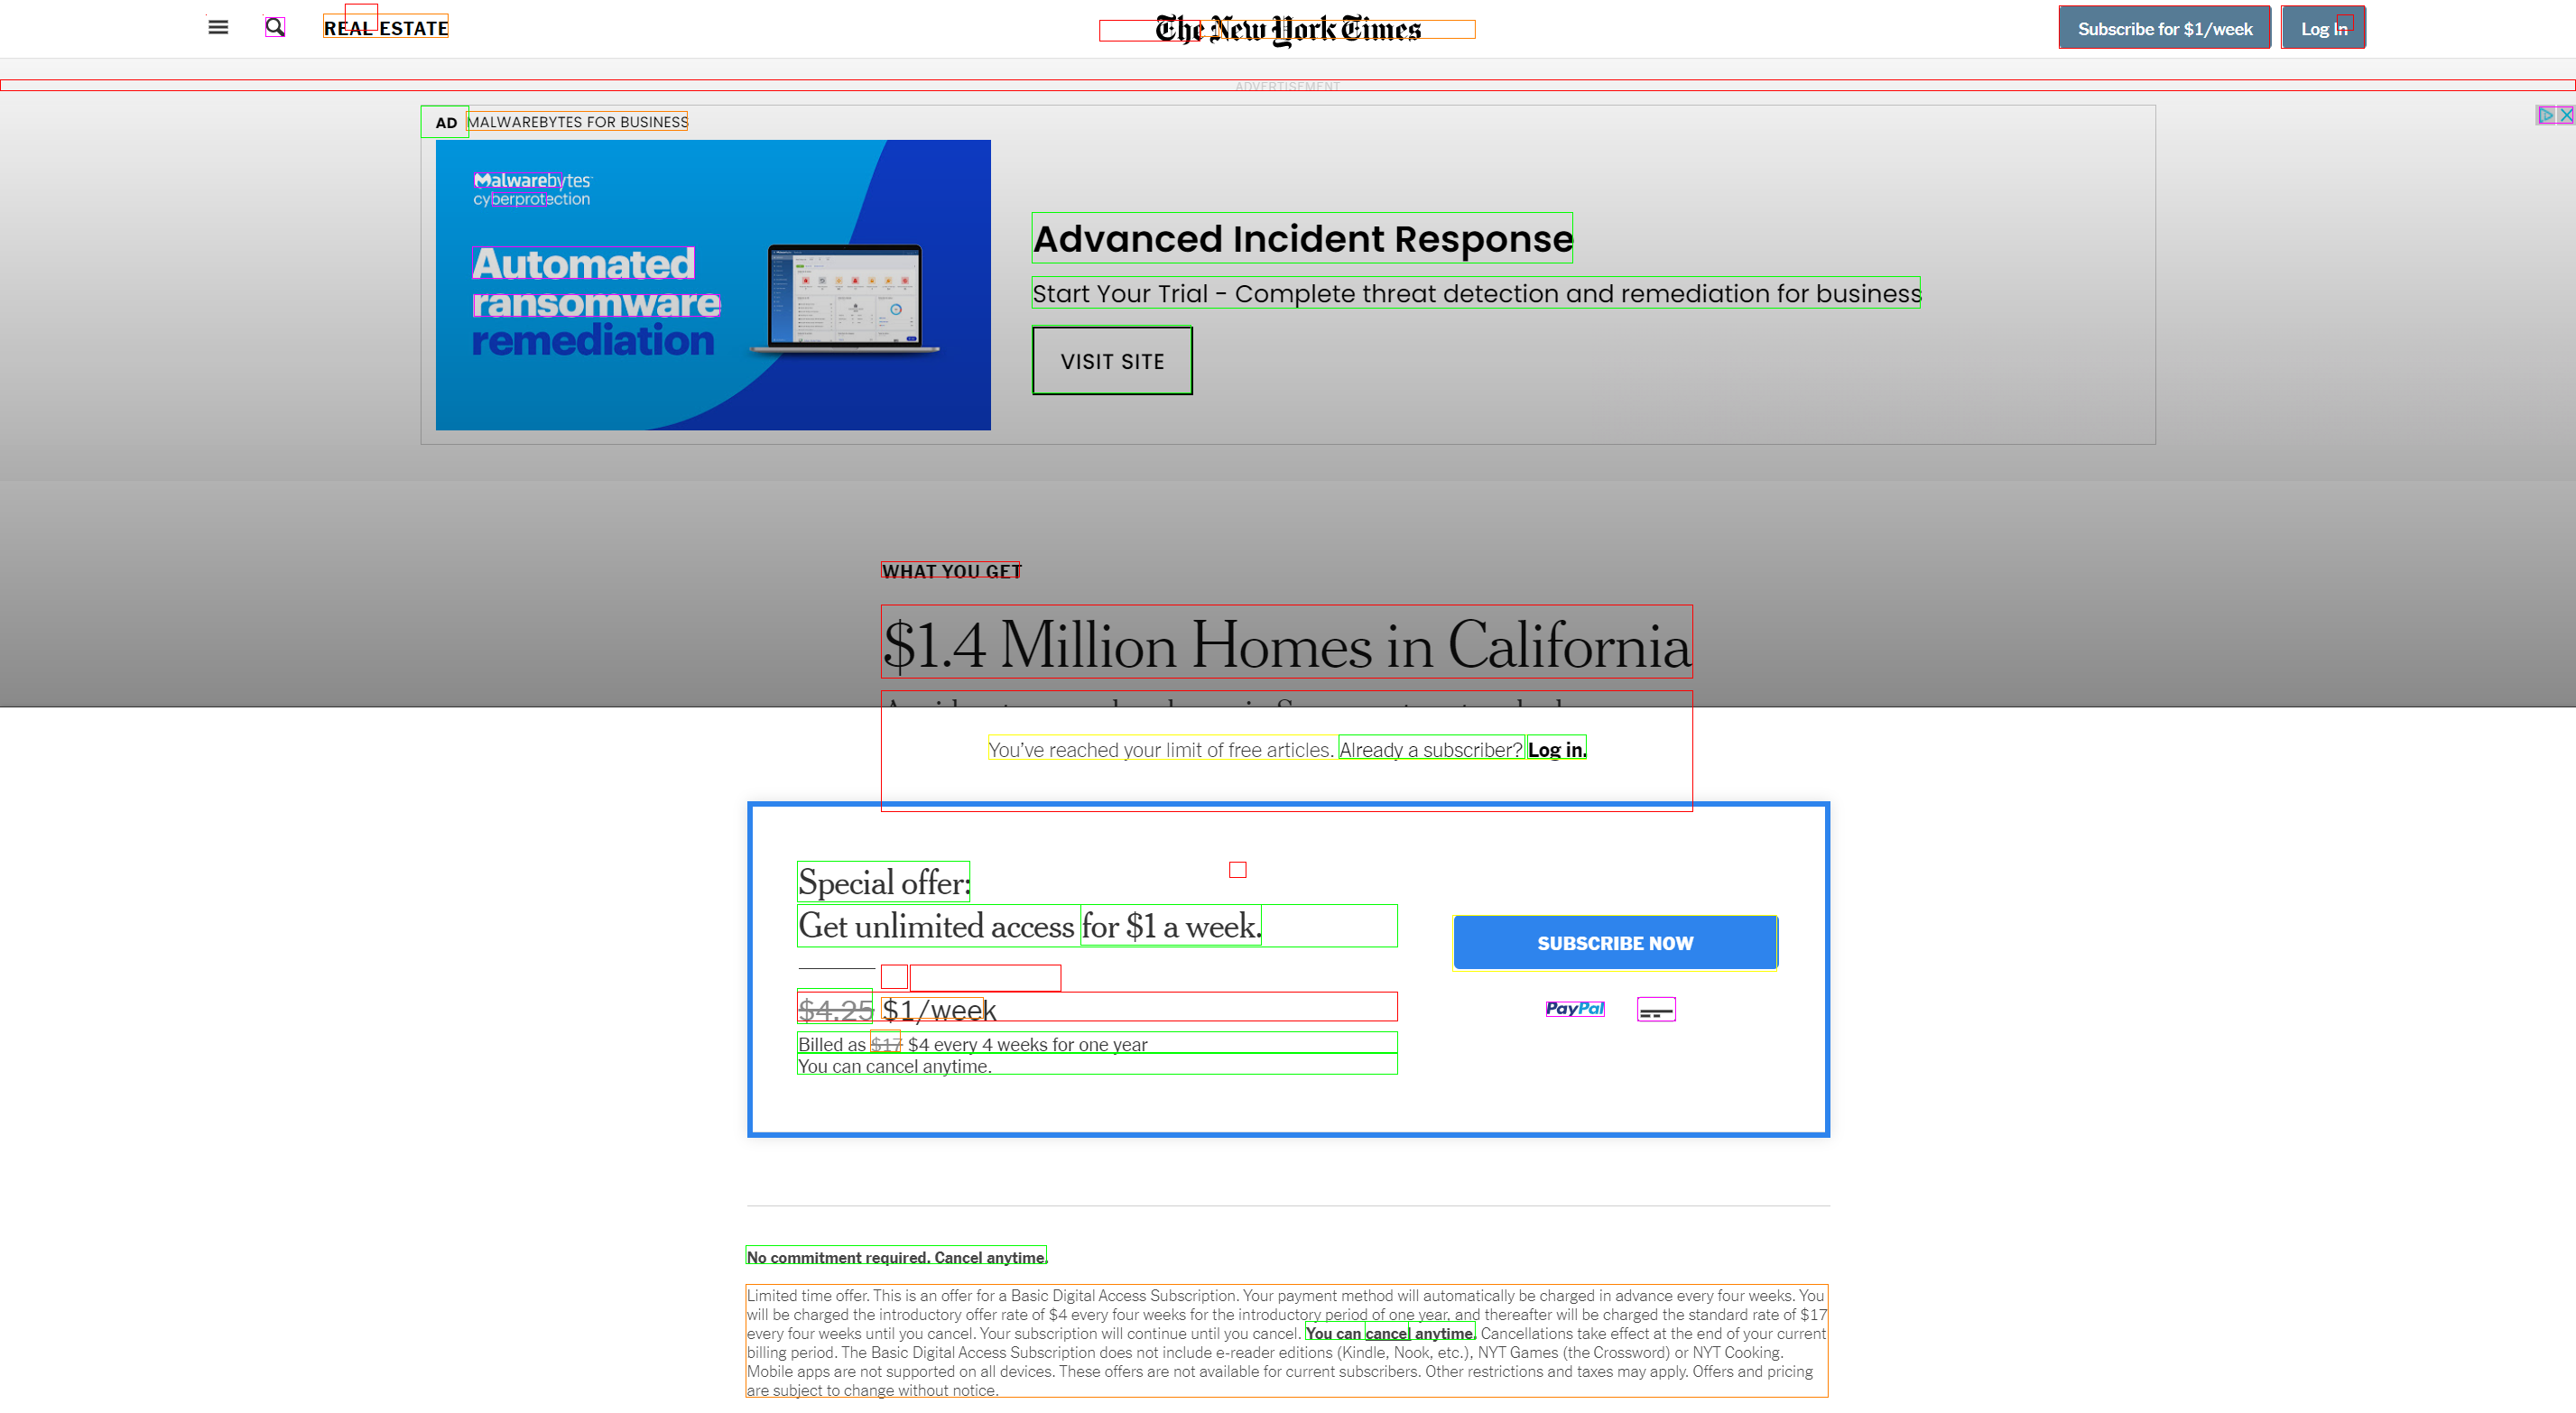 REAL ESTATE
The New York Times
Subscribe for $1/week
Log In
ADVERTISEMENT
AD MALWAREBYTES FOR BUSINESS
Malwarebytes
cyberprotection
Automated
ransomware
remediation
Advanced Incident Response
Start Your Trial - Complete threat detection and remediation for business
VISIT SITE
WHAT YOU GET
$1.4 Million Homes in California
You've reached your limit of free articles. Already a subscriber? Log in.
Special offer:
Get unlimited access for $1 a week.
$4.25 $1/week
Billed as $17 $4 every 4 weeks for one year
You can cancel anytime.
SUBSCRIBE NOW
PayPal
No commitment required. Cancel anytime.
Limited time offer. This is an offer for a Basic Digital Access Subscription. Your payment method will automatically be charged in advance every four weeks. You
will be charged the introductory offer rate of $4 every four weeks for the introductory period of one year, and thereafter will be charged the standard rate of $17
every four weeks until you cancel. Your subscription will continue until you cancel. You can cancel anytime. Cancellations take effect at the end of your current
billing period. The Basic Digital Access Subscription does not include e-reader editions (Kindle, Nook, etc.), NYT Games (the Crossword) or NYT Cooking.
Mobile apps are not supported on all devices. These offers are not available for current subscribers. Other restrictions and taxes may apply. Offers and pricing
are subject to change without notice.